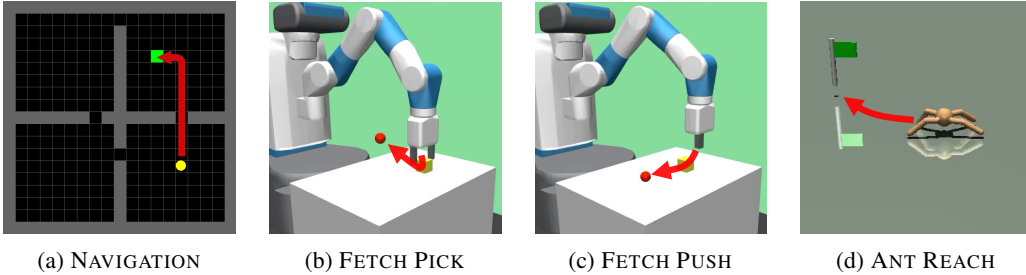 (a) NAVIGATION
(b) FETCH PICK
(c) FETCH PUSH
(d) ANT REACH